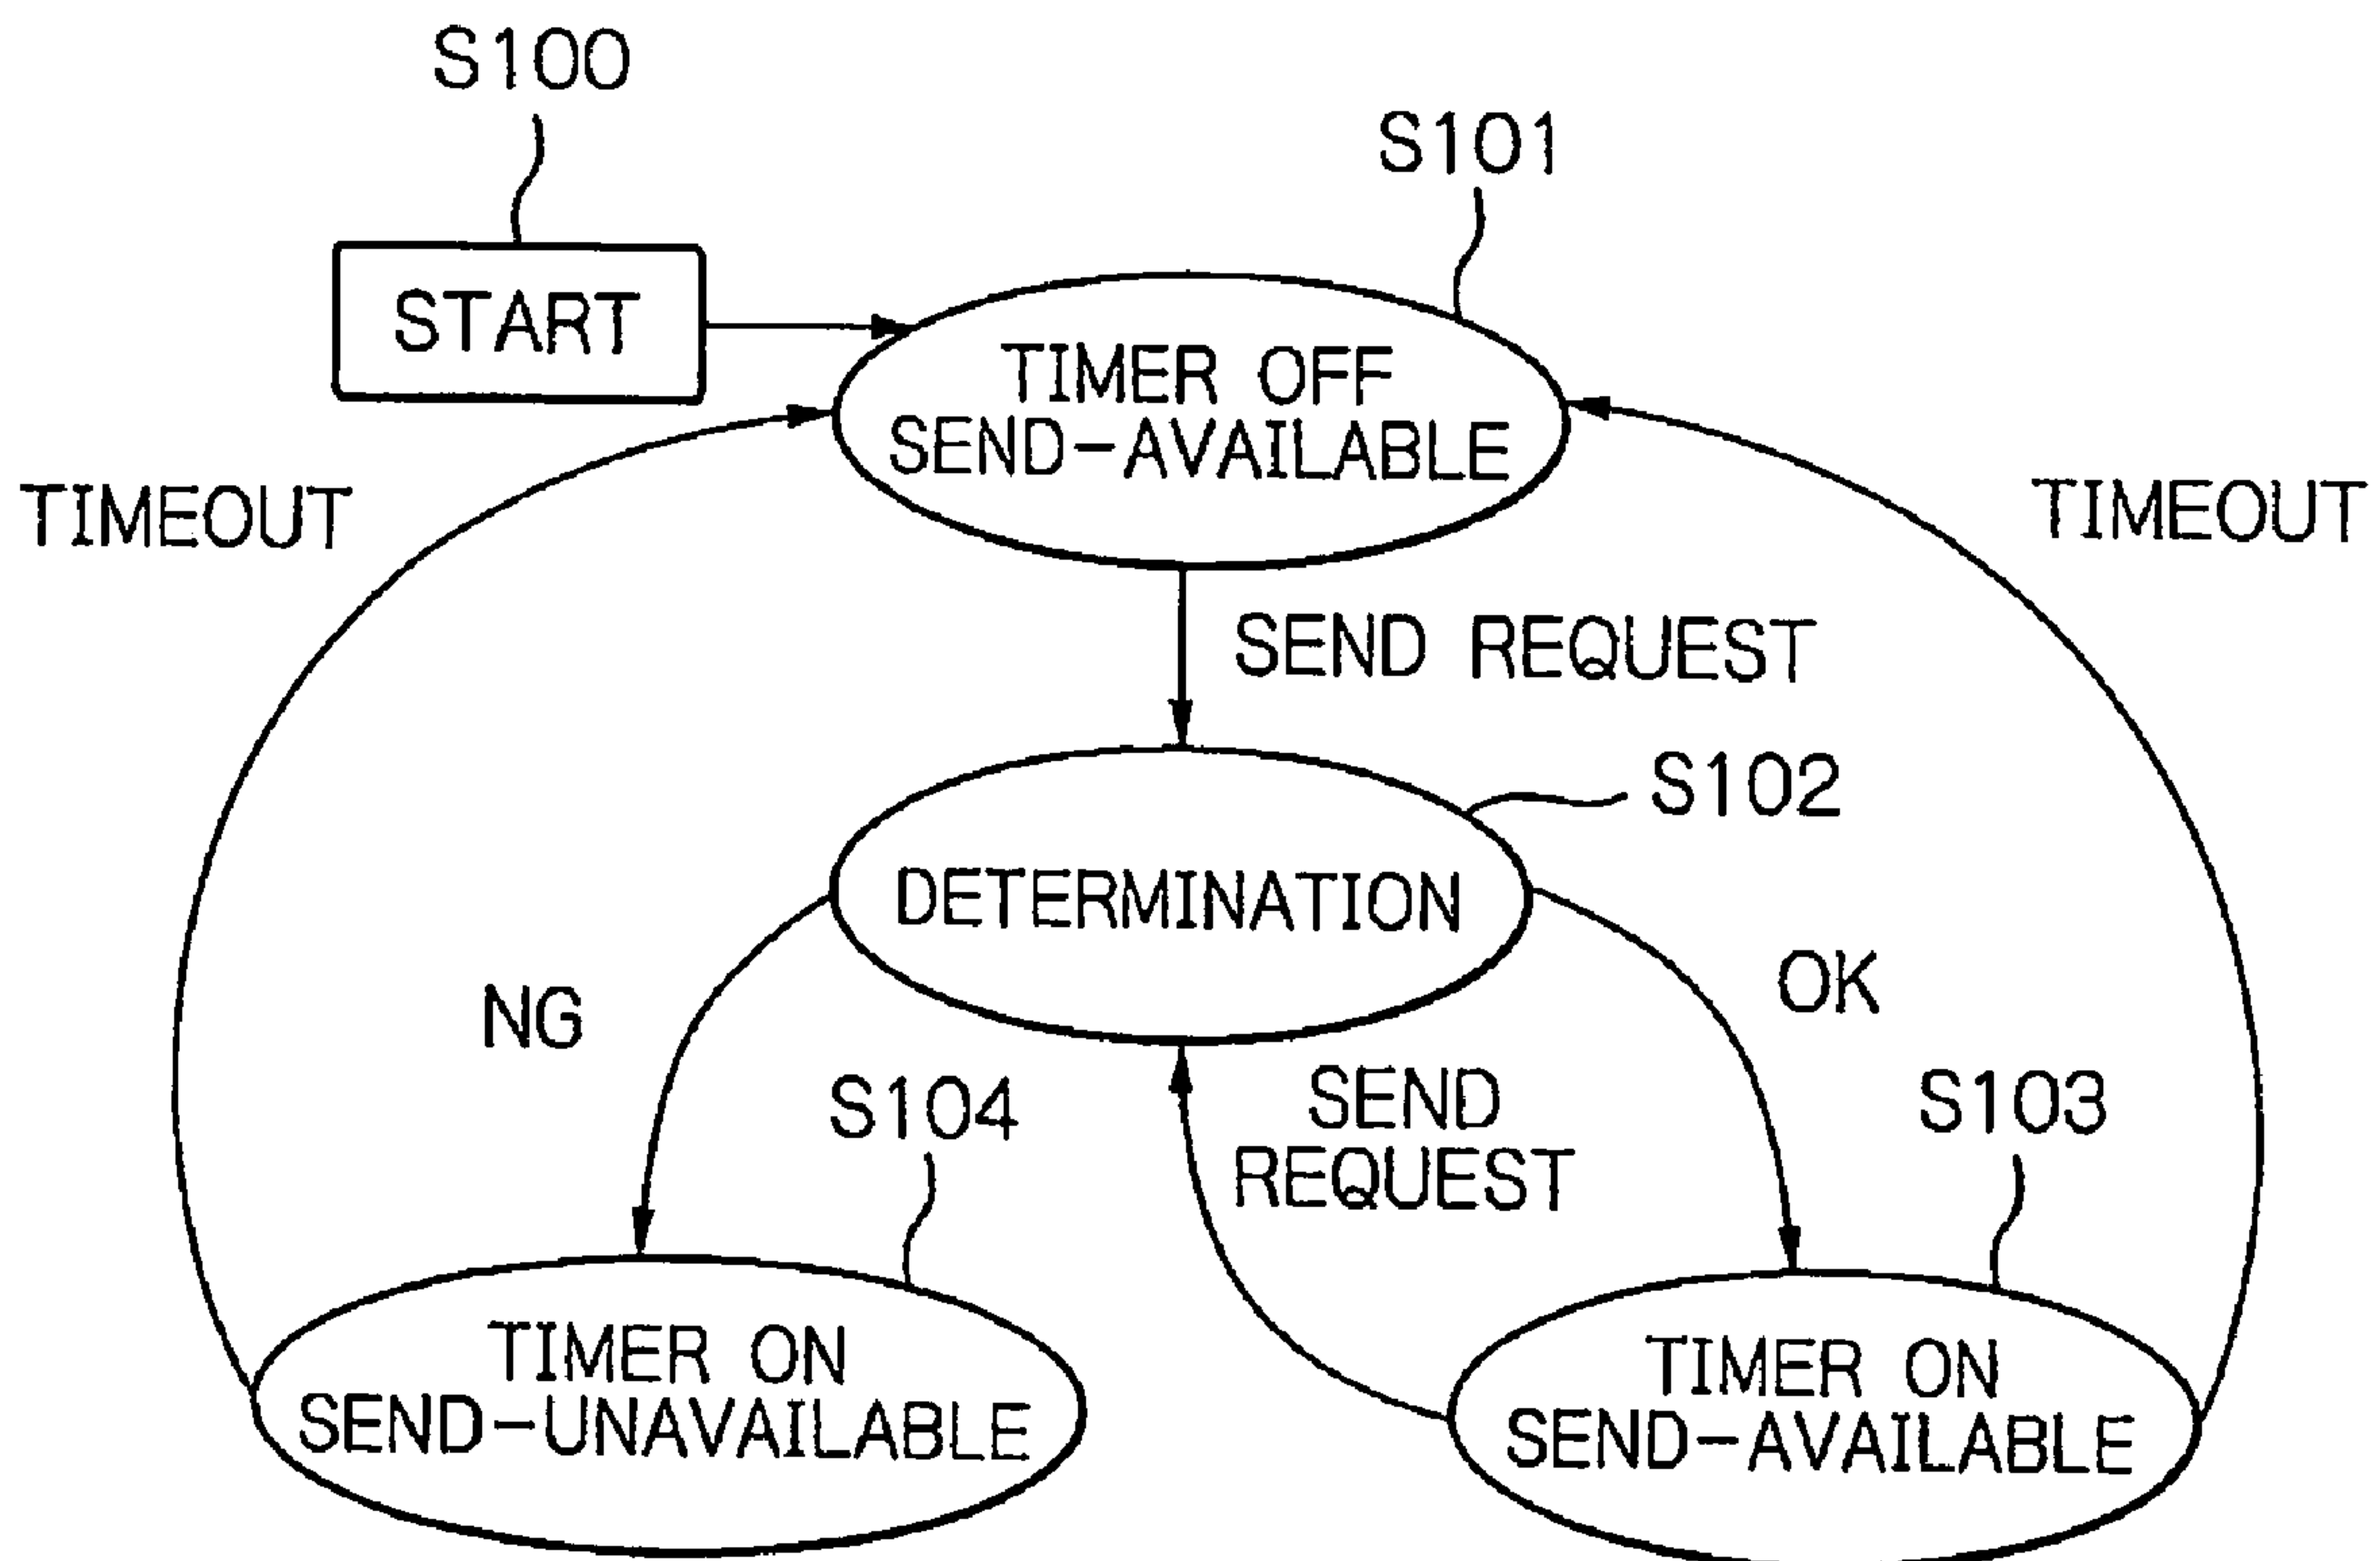 S100
S101
START
TIMER OFF
SEND-AVAILABLE
TIMEOUT
TIMEOUT
SEND REQUEST
S102
DETERMINATION
NG
OK
S104
SEND
REQUEST
S103
TIMER ON
SEND-UNAVAILABLE
TIMER ON
SEND-AVAILABLE